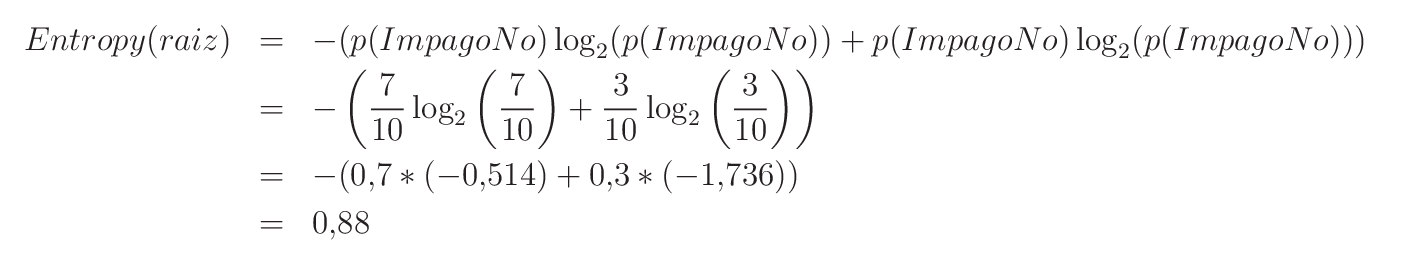 Entropy(raiz) = −(p(ImpagoNo) log₂(p(ImpagoNo)) + p(ImpagoNo) log₂(p(ImpagoNo)))
= −(7/10 log₂(7/10) + 3/10 log₂(3/10))
= −(0,7 ∗ (−0,514) + 0,3 ∗ (−1,736))
= 0,88